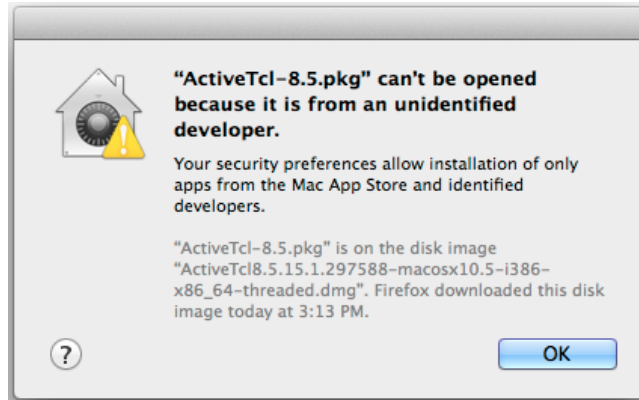 “ActiveTcl-8.5.pkg” can't be opened
because it is from an unidentified
developer.
Your security preferences allow installation of only
apps from the Mac App Store and identified
developers.
“ActiveTcl-8.5.pkg” is on the disk image
“ActiveTcl8.5.15.1.297588-macosx10.5-i386-
x86_64-threaded.dmg”. Firefox downloaded this disk
image today at 3:13 PM.
?
OK